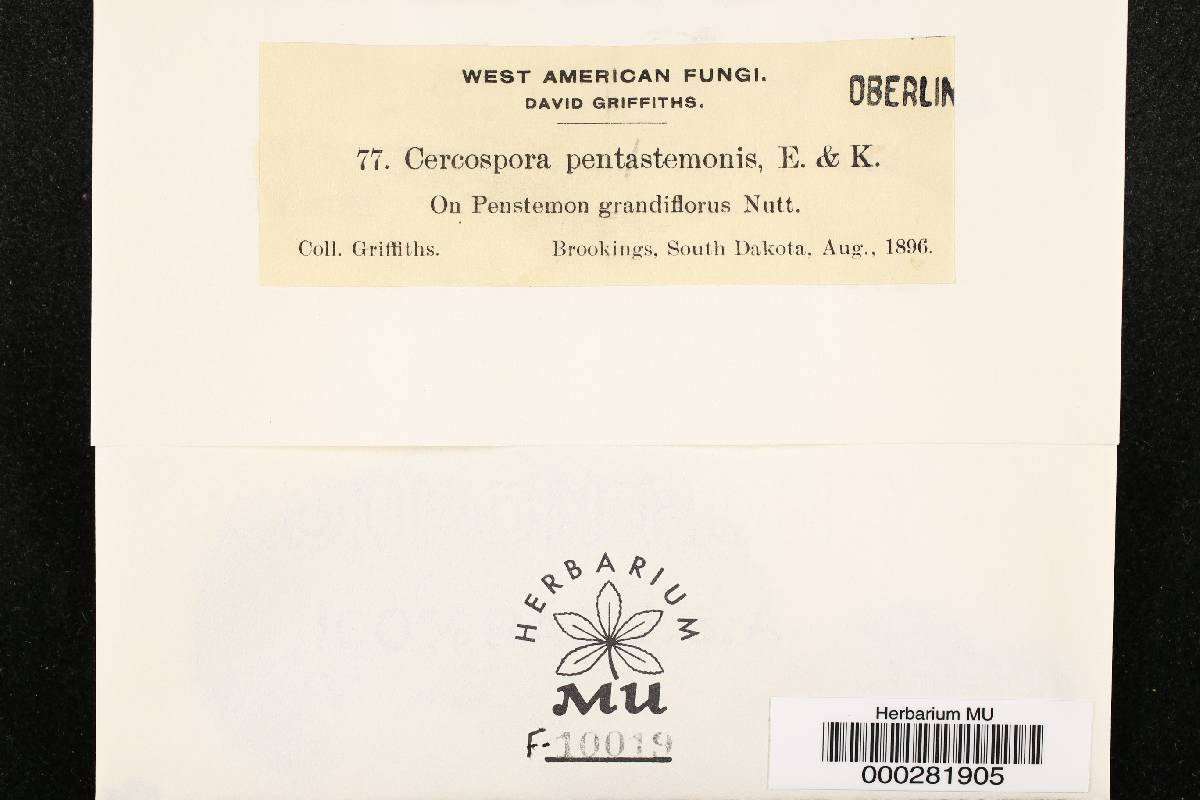 WEST AMERICAN FUNGI.
DAVID GRIFFITHS.
OBERLIN
77. Cercospora pentastemonis, E. & K.
On Penstemon grandiflorus Nutt.
Coll. Griffiths. Brookings, South Dakota, Aug., 1896.
HERBARIUM
MU
F-10019
Herbarium MU
000281905